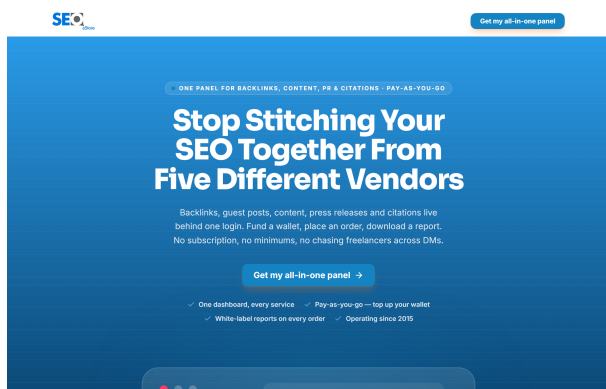 SEO
eStore
Get my all-in-one panel
ONE PANEL FOR BACKLINKS, CONTENT, PR & CITATIONS · PAY-AS-YOU-GO
Stop Stitching Your
SEO Together From
Five Different Vendors
Backlinks, guest posts, content, press releases and citations live
behind one login. Fund a wallet, place an order, download a report.
No subscription, no minimums, no chasing freelancers across DMs.
Get my all-in-one panel →
✓ One dashboard, every service ✓ Pay-as-you-go — top up your wallet
✓ White-label reports on every order ✓ Operating since 2015